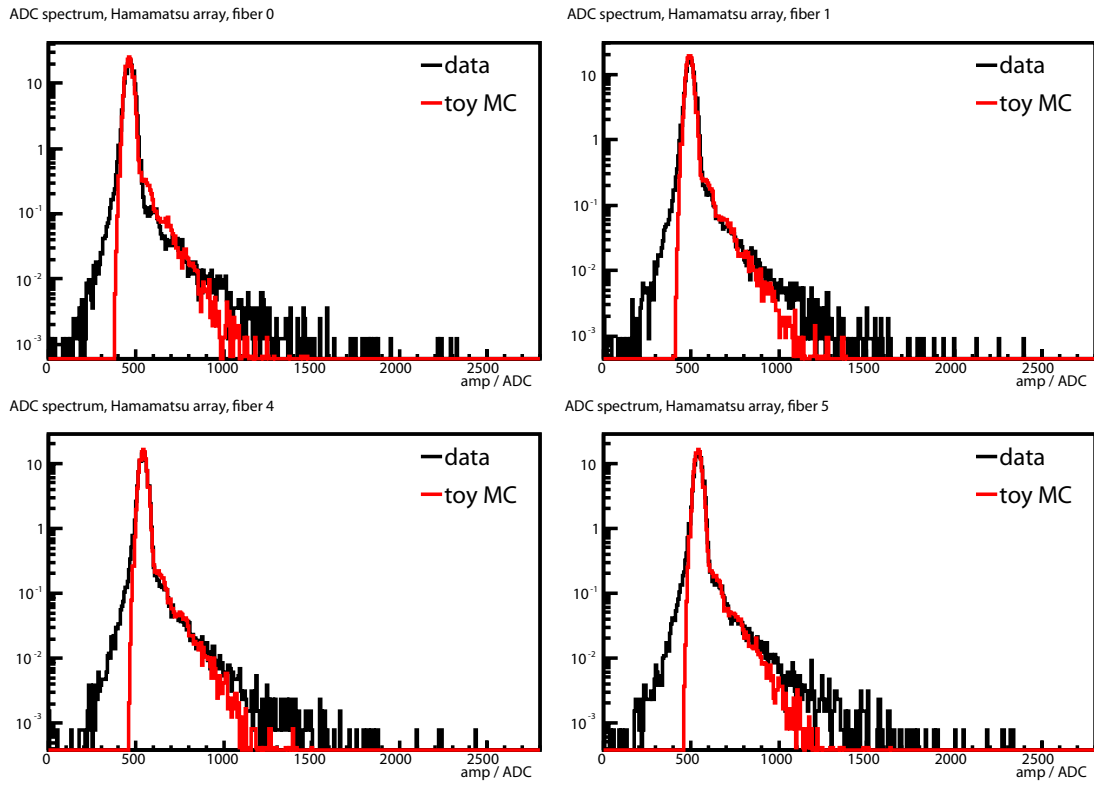 ADC spectrum, Hamamatsu array, fiber 0
10
1
10⁻¹
10⁻²
10⁻³
data
toy MC
0 500 1000 1500 2000 2500
amp / ADC
ADC spectrum, Hamamatsu array, fiber 1
10
1
10⁻¹
10⁻²
10⁻³
data
toy MC
0 500 1000 1500 2000 2500
amp / ADC
ADC spectrum, Hamamatsu array, fiber 4
10
1
10⁻¹
10⁻²
10⁻³
data
toy MC
0 500 1000 1500 2000 2500
amp / ADC
ADC spectrum, Hamamatsu array, fiber 5
10
1
10⁻¹
10⁻²
10⁻³
data
toy MC
0 500 1000 1500 2000 2500
amp / ADC